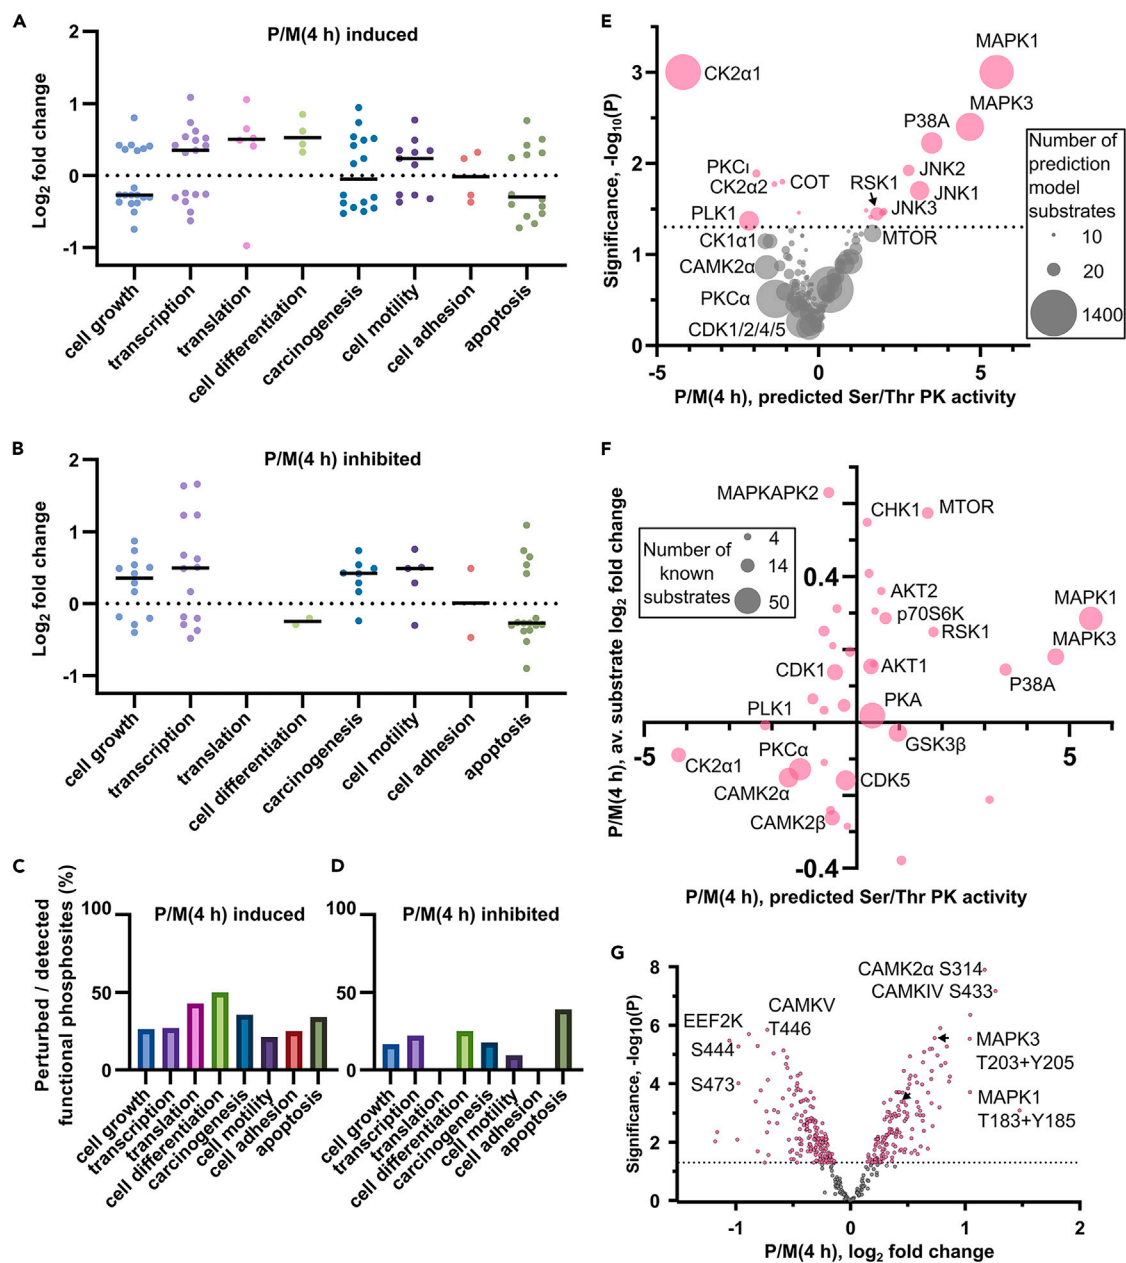 A
P/M(4 h) induced
Log2 fold change
2
1
0
-1
cell growth
transcription
translation
cell differentiation
carcinogenesis
cell motility
cell adhesion
apoptosis
B
P/M(4 h) inhibited
Log2 fold change
2
1
0
-1
cell growth
transcription
translation
cell differentiation
carcinogenesis
cell motility
cell adhesion
apoptosis
C
Perturbed / detected
functional phosphosites (%)
P/M(4 h) induced
100
50
0
cell growth
transcription
translation
cell differentiation
carcinogenesis
cell motility
cell adhesion
apoptosis
D
P/M(4 h) inhibited
100
50
0
cell growth
transcription
translation
cell differentiation
carcinogenesis
cell motility
cell adhesion
apoptosis
E
Significance, -log10(P)
3
2
1
0
MAPK1
CK2α1
MAPK3
P38A
PKCι
JNK2
CK2α2
COT
RSK1
JNK1
PLK1
JNK3
CK1α1
MTOR
CAMK2α
PKCα
CDK1/2/4/5
Number of
prediction
model
substrates
10
20
1400
-5
0
5
P/M(4 h), predicted Ser/Thr PK activity
F
P/M(4 h), av. substrate log2 fold change
MAPKAPK2
CHK1
MTOR
Number of
known
substrates
4
14
50
0.4
AKT2
p70S6K
MAPK1
RSK1
MAPK3
CDK1
AKT1
P38A
PLK1
PKA
-5
5
PKCα
GSK3β
CK2α1
CAMK2α
CDK5
CAMK2β
-0.4
P/M(4 h), predicted Ser/Thr PK activity
G
Significance, -log10(P)
8
6
4
2
0
CAMK2α S314
CAMKIV S433
EEF2K
S444
S473
CAMKV
T446
MAPK3
T203+Y205
MAPK1
T183+Y185
-1
0
1
2
P/M(4 h), log2 fold change